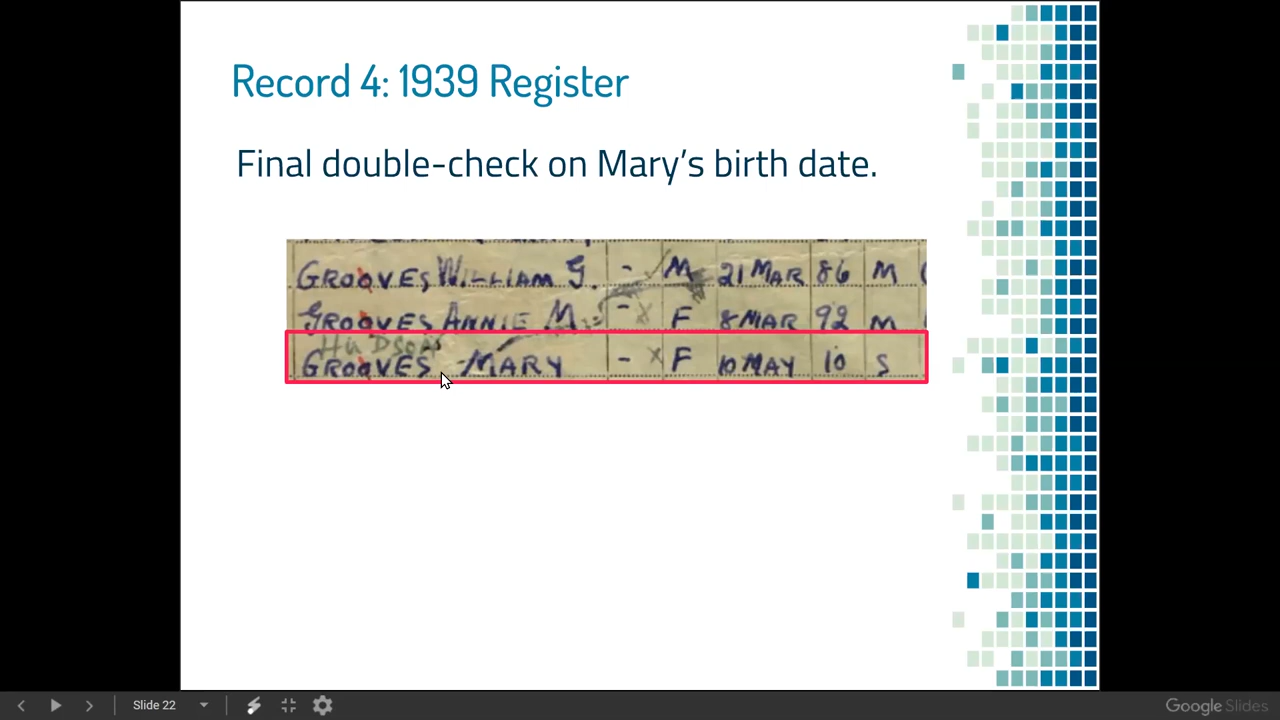 Record 4: 1939 Register
Final double-check on Mary's birth date.
GROOVES, WILLIAM G. - M 21 MAR 86 M
GROOVES ANNIE M. - X F 8 MAR 92 M
HUDSON
GROOVES MARY - X F 10 MAY 10 S
Slide 22
Google Slides